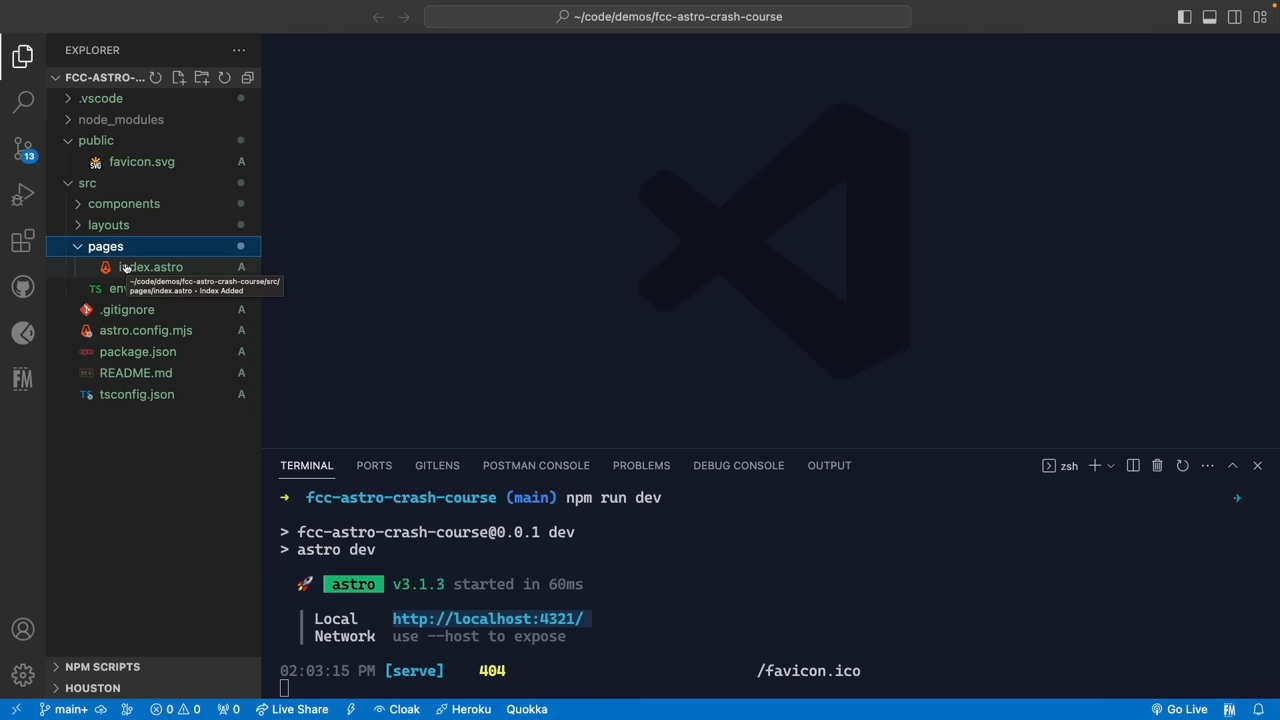 ~/code/demos/fcc-astro-crash-course
EXPLORER
FCC-ASTRO-...
.vscode
node_modules
public
SVG
favicon.svg A
src
components
layouts
pages
index.astro A
TS env
~/code/demos/fcc-astro-crash-course/src/
pages/index.astro • Index Added
.gitignore A
astro.config.mjs A
package.json A
README.md A
TS tsconfig.json A
13
FM
NPM SCRIPTS
HOUSTON
TERMINAL PORTS GITLENS POSTMAN CONSOLE PROBLEMS DEBUG CONSOLE OUTPUT zsh
→ fcc-astro-crash-course (main) npm run dev
> fcc-astro-crash-course@0.0.1 dev
> astro dev
🚀 astro v3.1.3 started in 60ms
Local http://localhost:4321/
Network use --host to expose
02:03:15 PM [serve] 404 /favicon.ico
main+ 0 0 0 Live Share Cloak Heroku Quokka Go Live FM